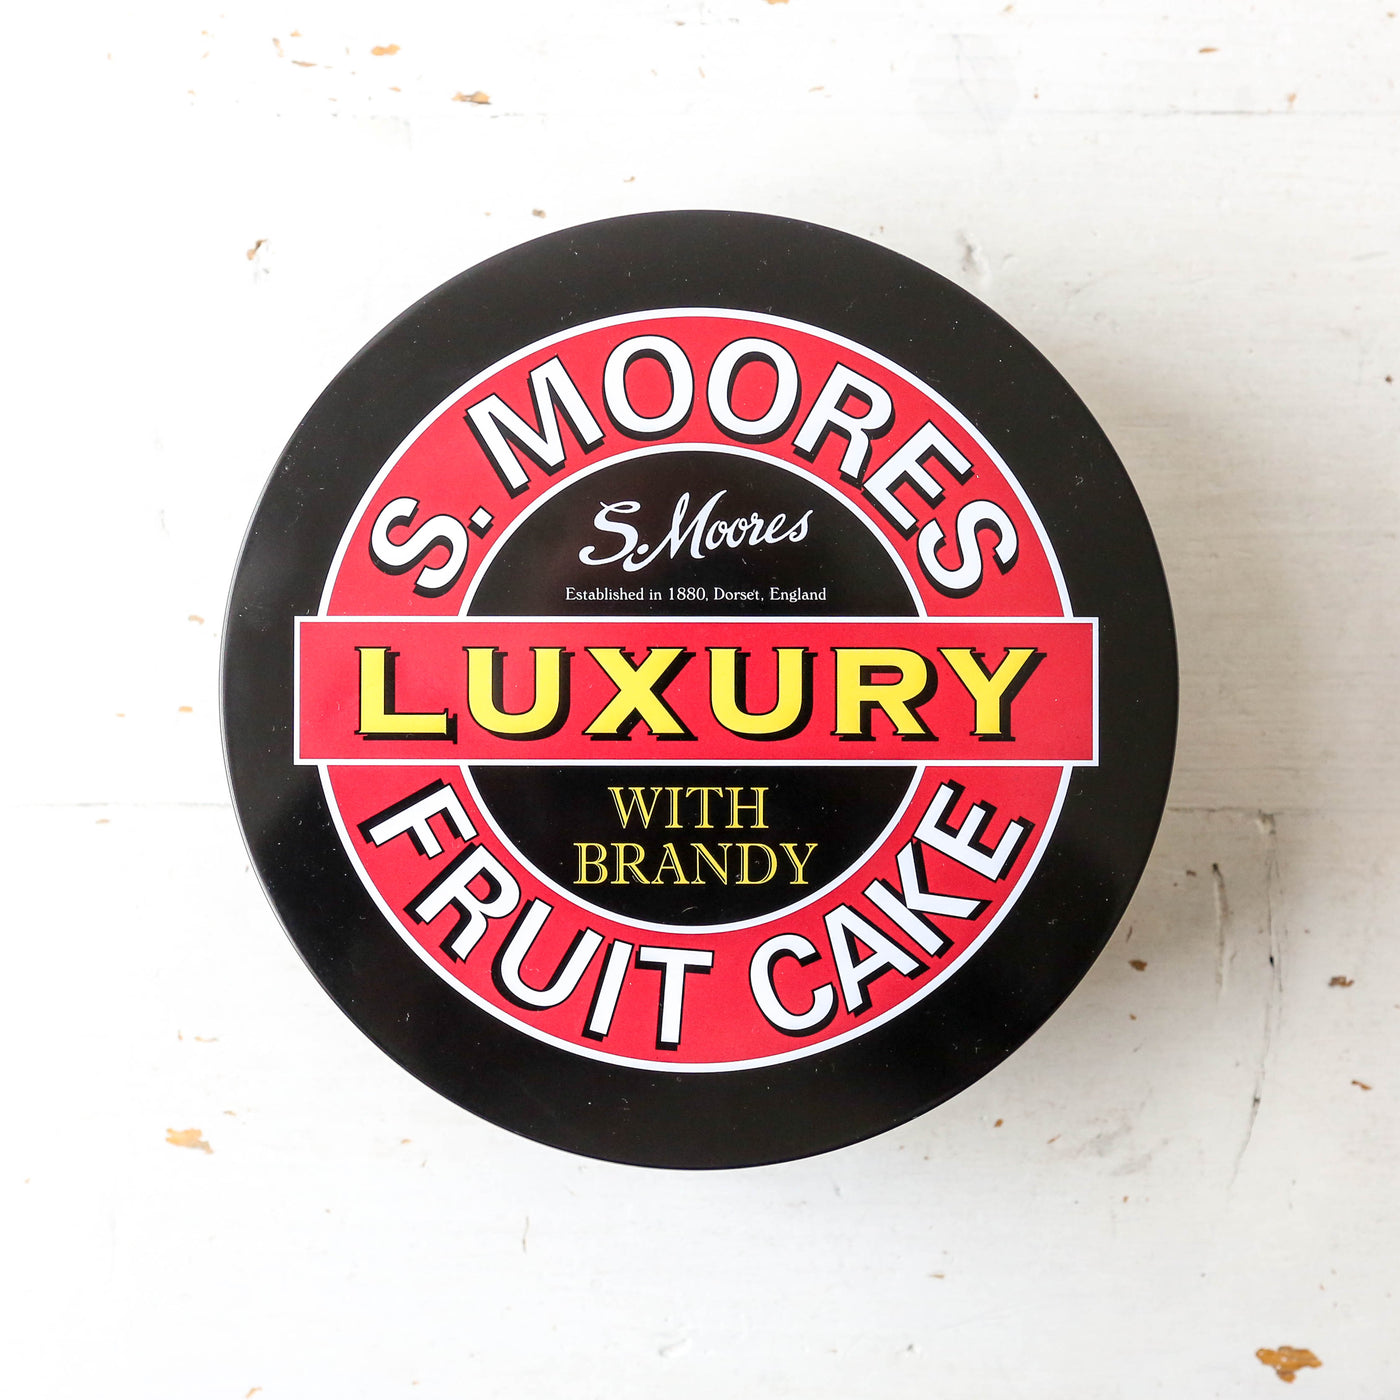 S. MOORES
S. Moores
Established in 1880, Dorset, England
LUXURY
WITH
BRANDY
FRUIT CAKE